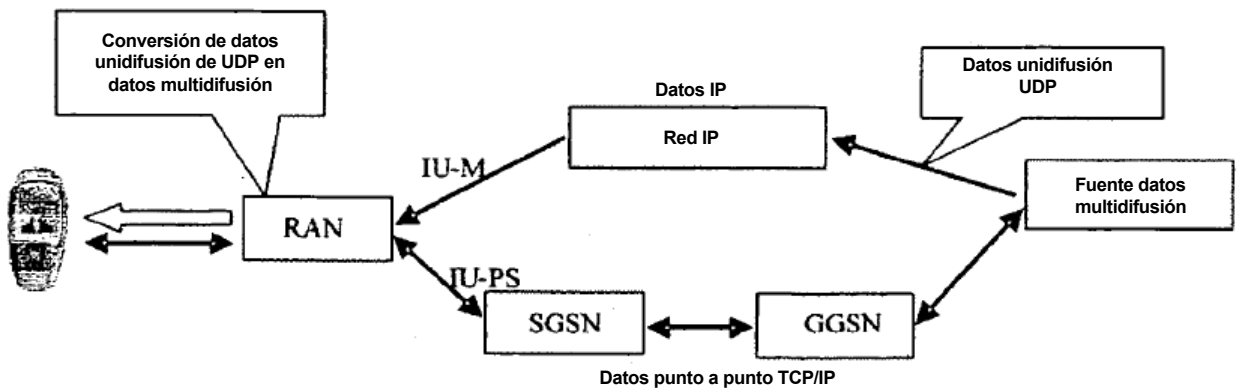 Conversión de datos
unidifusión de UDP en
datos multidifusión
Datos unidifusión
UDP
Datos IP
Red IP
IU-M
Fuente datos
multidifusión
RAN
IU-PS
SGSN
GGSN
Datos punto a punto TCP/IP